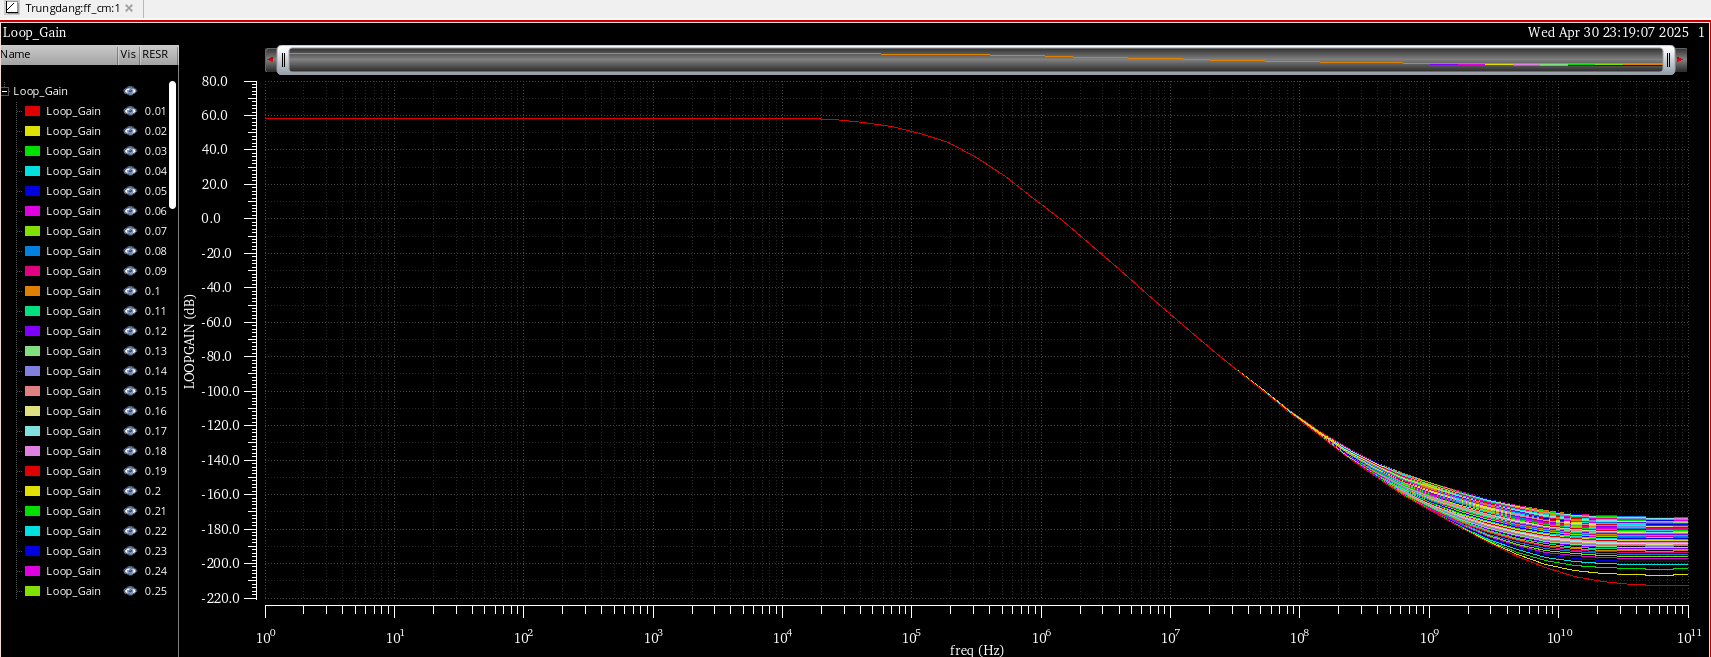 Trungdang:ff_cm:1
Loop_Gain
Wed Apr 30 23:19:07 2025 1
Name Vis RESR
Loop_Gain
Loop_Gain 0.01
Loop_Gain 0.02
Loop_Gain 0.03
Loop_Gain 0.04
Loop_Gain 0.05
Loop_Gain 0.06
Loop_Gain 0.07
Loop_Gain 0.08
Loop_Gain 0.09
Loop_Gain 0.1
Loop_Gain 0.11
Loop_Gain 0.12
Loop_Gain 0.13
Loop_Gain 0.14
Loop_Gain 0.15
Loop_Gain 0.16
Loop_Gain 0.17
Loop_Gain 0.18
Loop_Gain 0.19
Loop_Gain 0.2
Loop_Gain 0.21
Loop_Gain 0.22
Loop_Gain 0.23
Loop_Gain 0.24
Loop_Gain 0.25
LOOPGAIN (dB)
80.0
60.0
40.0
20.0
0.0
-20.0
-40.0
-60.0
-80.0
-100.0
-120.0
-140.0
-160.0
-180.0
-200.0
-220.0
10⁰ 10¹ 10² 10³ 10⁴ 10⁵ 10⁶ 10⁷ 10⁸ 10⁹ 10¹⁰ 10¹¹
freq (Hz)